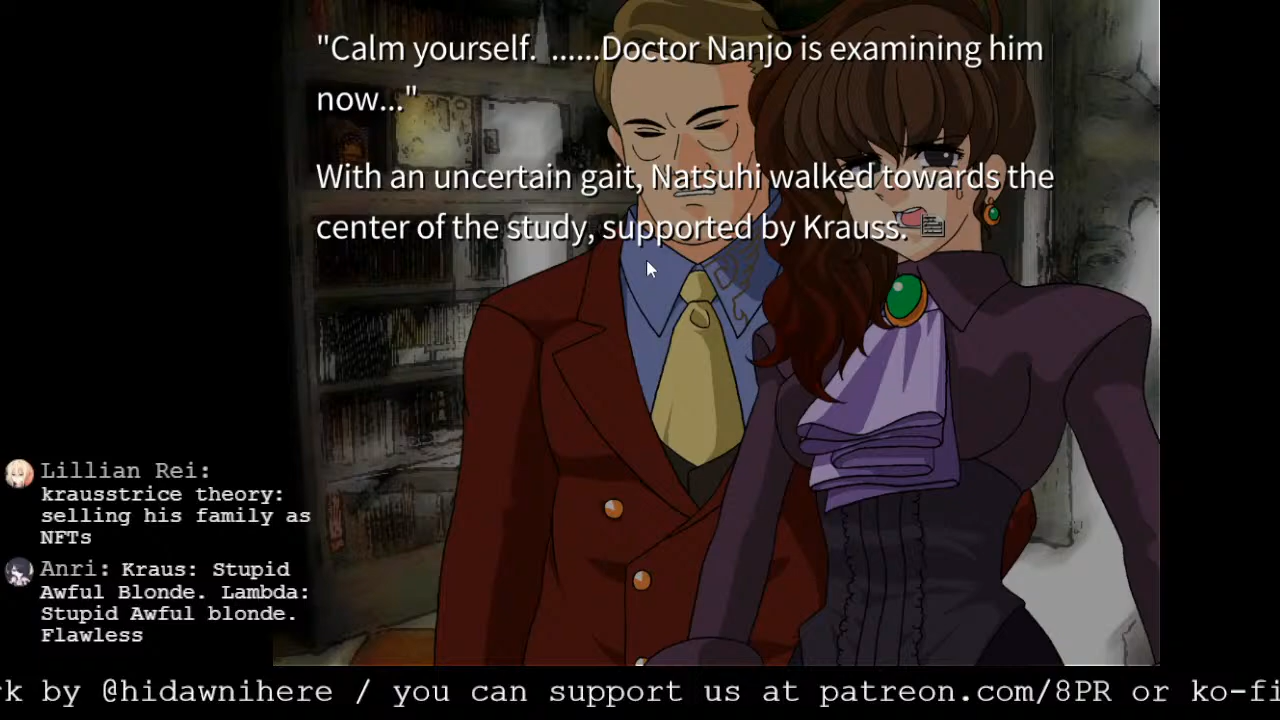 "Calm yourself.  ......Doctor Nanjo is examining him
now..."
With an uncertain gait, Natsuhi walked towards the
center of the study, supported by Krauss.
Lillian Rei:
krausstrice theory:
selling his family as
NFTs
Anri: Kraus: Stupid
Awful Blonde. Lambda:
Stupid Awful blonde.
Flawless
rk by @hidawnihere / you can support us at patreon.com/8PR or ko-fi